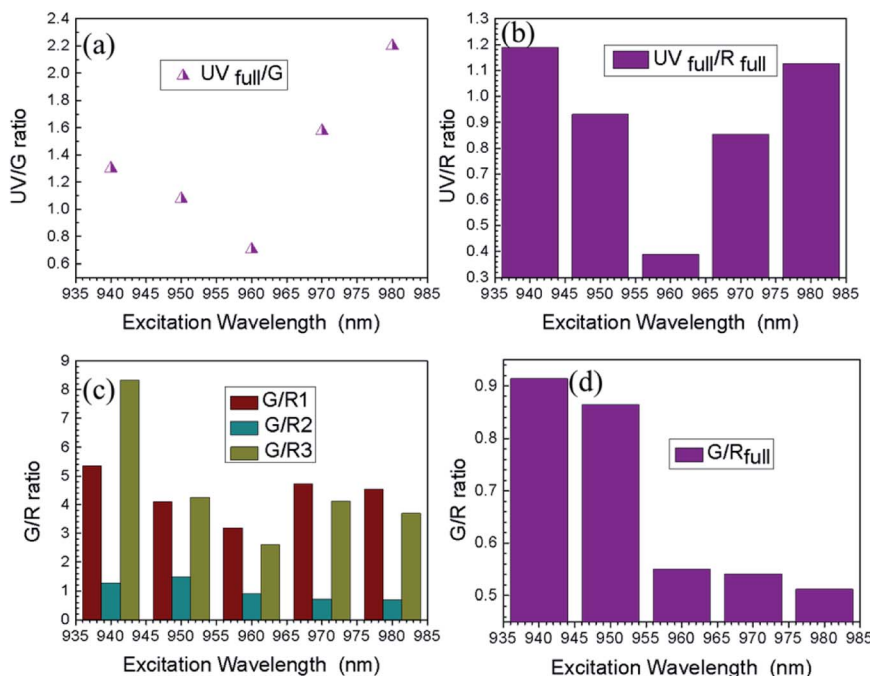 (a)
UV full/G
UV/G ratio
2.4
2.2
2.0
1.8
1.6
1.4
1.2
1.0
0.8
0.6
935 940 945 950 955 960 965 970 975 980 985
Excitation Wavelength (nm)
(b)
UV full/R full
UV/R ratio
1.3
1.2
1.1
1.0
0.9
0.8
0.7
0.6
0.5
0.4
0.3
935 940 945 950 955 960 965 970 975 980 985
Excitation Wavelength (nm)
(c)
G/R1
G/R2
G/R3
G/R ratio
9
8
7
6
5
4
3
2
1
0
935 940 945 950 955 960 965 970 975 980 985
Excitation Wavelength (nm)
(d)
G/Rfull
G/R ratio
0.9
0.8
0.7
0.6
0.5
935 940 945 950 955 960 965 970 975 980 985
Excitation Wavelength (nm)